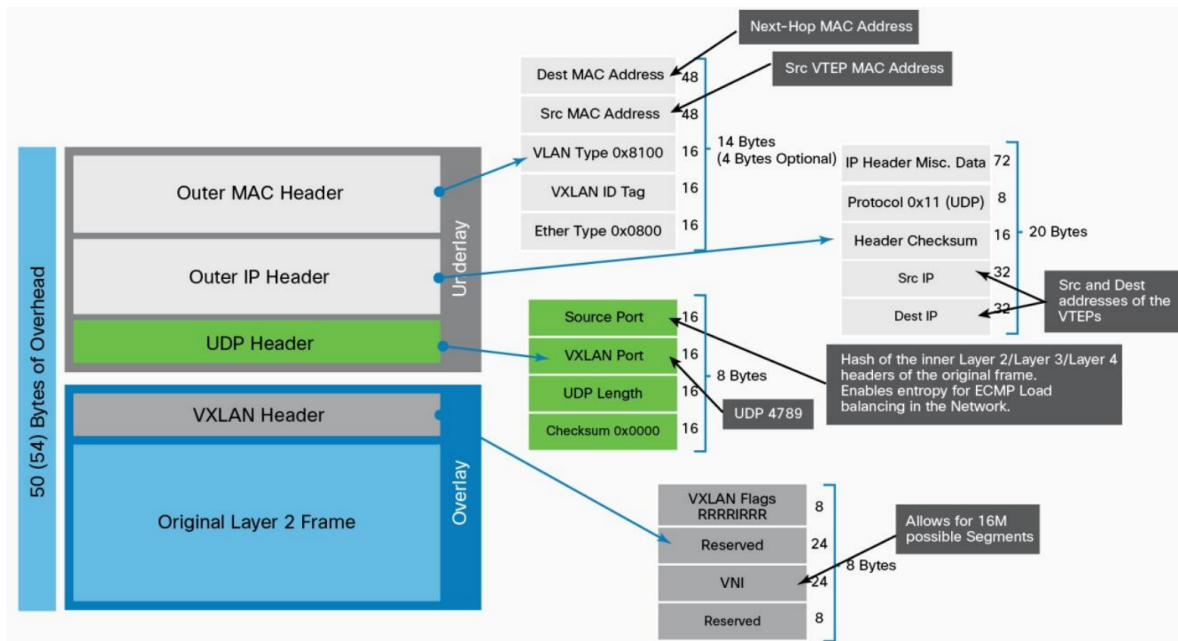 Next-Hop MAC Address
Src VTEP MAC Address
Dest MAC Address
48
Src MAC Address
48
VLAN Type 0x8100
16
VXLAN ID Tag
16
Ether Type 0x0800
16
14 Bytes
(4 Bytes Optional)
IP Header Misc. Data
72
Protocol 0x11 (UDP)
8
Header Checksum
16
Src IP
32
Dest IP
32
20 Bytes
Src and Dest
addresses of the
VTEPs
50 (54) Bytes of Overhead
Outer MAC Header
Outer IP Header
UDP Header
Underlay
VXLAN Header
Original Layer 2 Frame
Overlay
Source Port
16
VXLAN Port
16
UDP Length
16
Checksum 0x0000
16
8 Bytes
UDP 4789
Hash of the inner Layer 2/Layer 3/Layer 4
headers of the original frame.
Enables entropy for ECMP Load
balancing in the Network.
VXLAN Flags
RRRRIRRR
8
Reserved
24
VNI
24
Reserved
8
8 Bytes
Allows for 16M
possible Segments